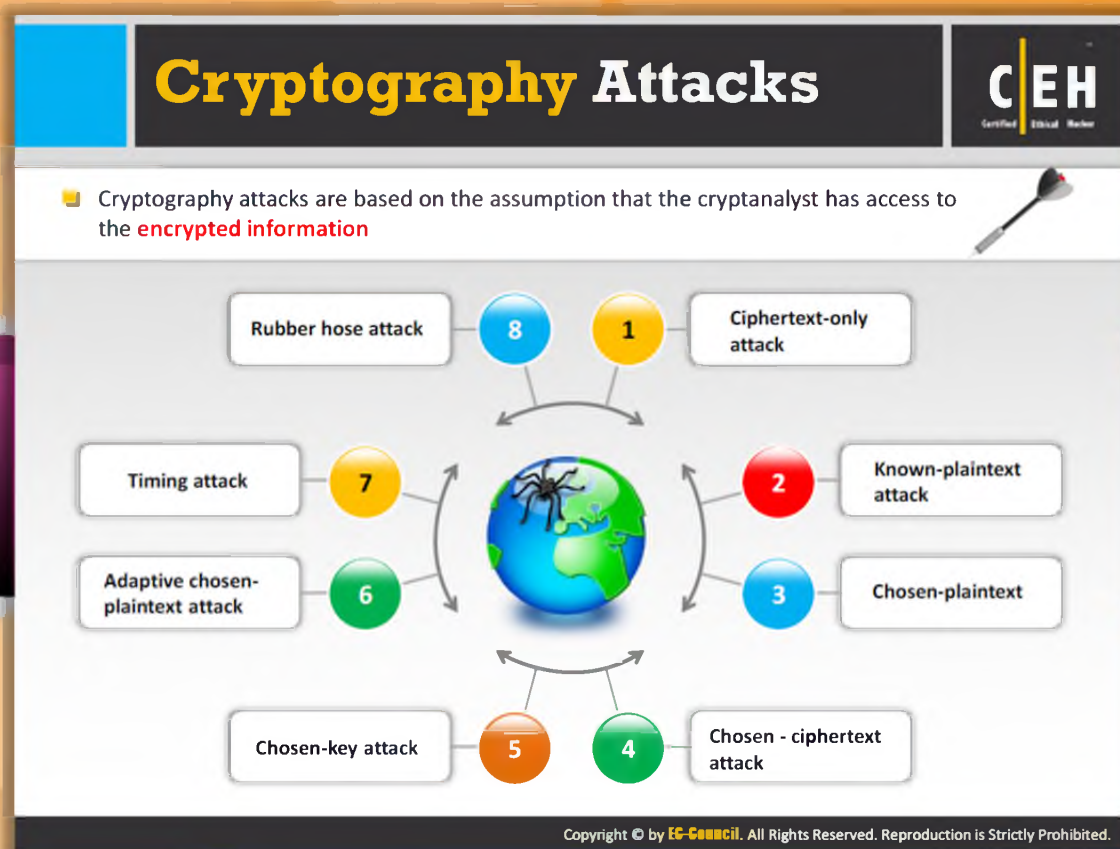 Cryptography Attacks
C|EH
Certified Ethical Hacker
Cryptography attacks are based on the assumption that the cryptanalyst has access to
the encrypted information
Rubber hose attack
8
1
Ciphertext-only
attack
Timing attack
7
2
Known-plaintext
attack
Adaptive chosen-
plaintext attack
6
3
Chosen-plaintext
Chosen-key attack
5
4
Chosen - ciphertext
attack
Copyright © by EC-Council. All Rights Reserved. Reproduction is Strictly Prohibited.